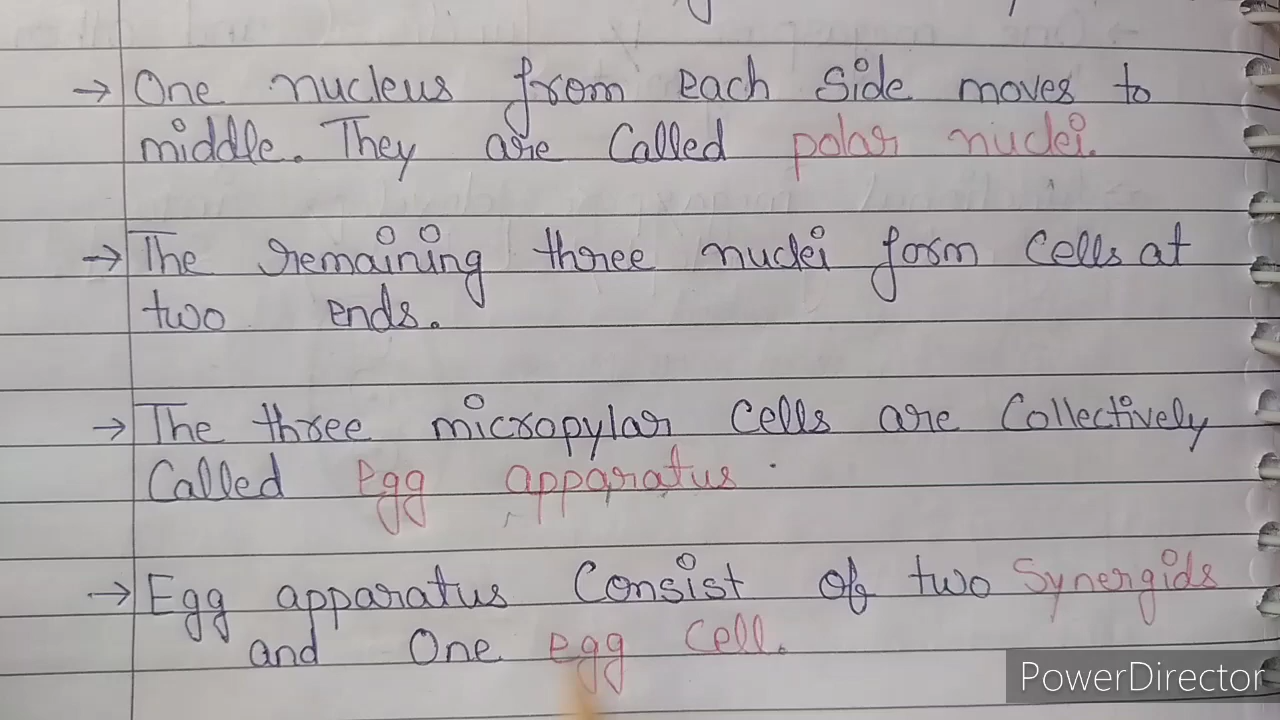 → One nucleus from each side moves to
middle. They are called polar nuclei.
→ The remaining three nuclei form cells at
two ends.
→ The three micropylar cells are collectively
called egg apparatus.
→ Egg apparatus consist of two synergids
and one egg cell.
PowerDirector